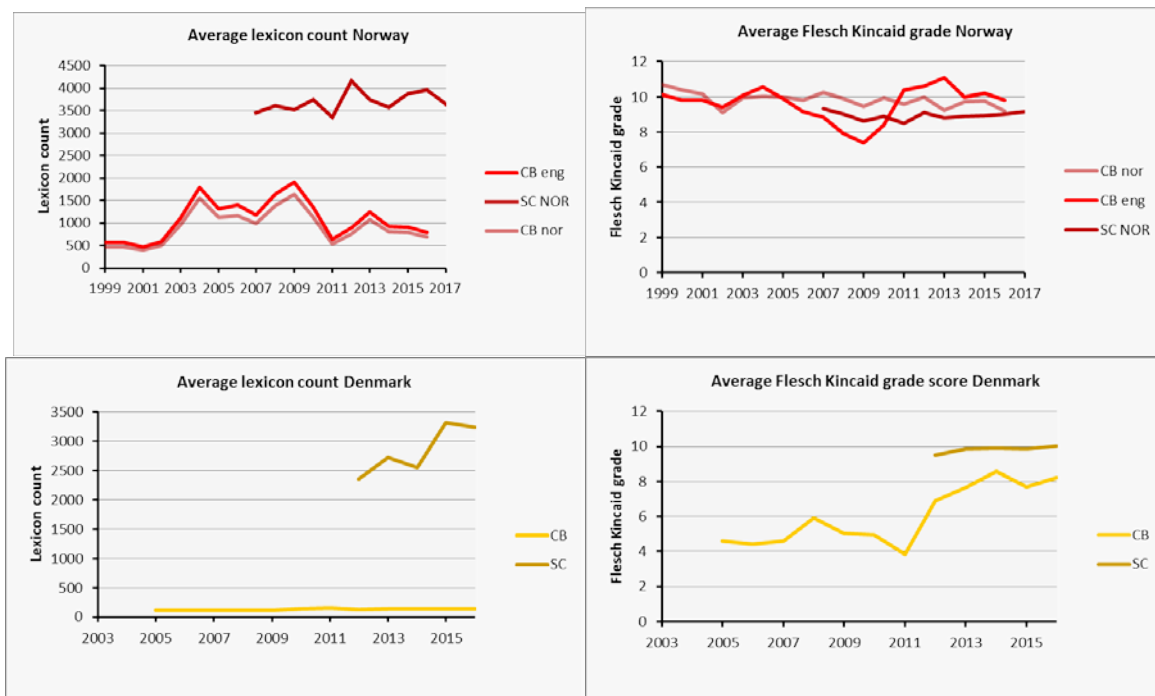 Average lexicon count Norway
Lexicon count
4500
4000
3500
3000
2500
2000
1500
1000
500
0
1999 2001 2003 2005 2007 2009 2011 2013 2015 2017
CB eng
SC NOR
CB nor
Average Flesch Kincaid grade Norway
Flesch Kincaid grade
12
10
8
6
4
2
0
1999 2001 2003 2005 2007 2009 2011 2013 2015 2017
CB nor
CB eng
SC NOR
Average lexicon count Denmark
Lexicon count
3500
3000
2500
2000
1500
1000
500
0
2003 2005 2007 2009 2011 2013 2015
CB
SC
Average Flesch Kincaid grade score Denmark
Flesch Kincaid grade
12
10
8
6
4
2
0
2003 2005 2007 2009 2011 2013 2015
CB
SC